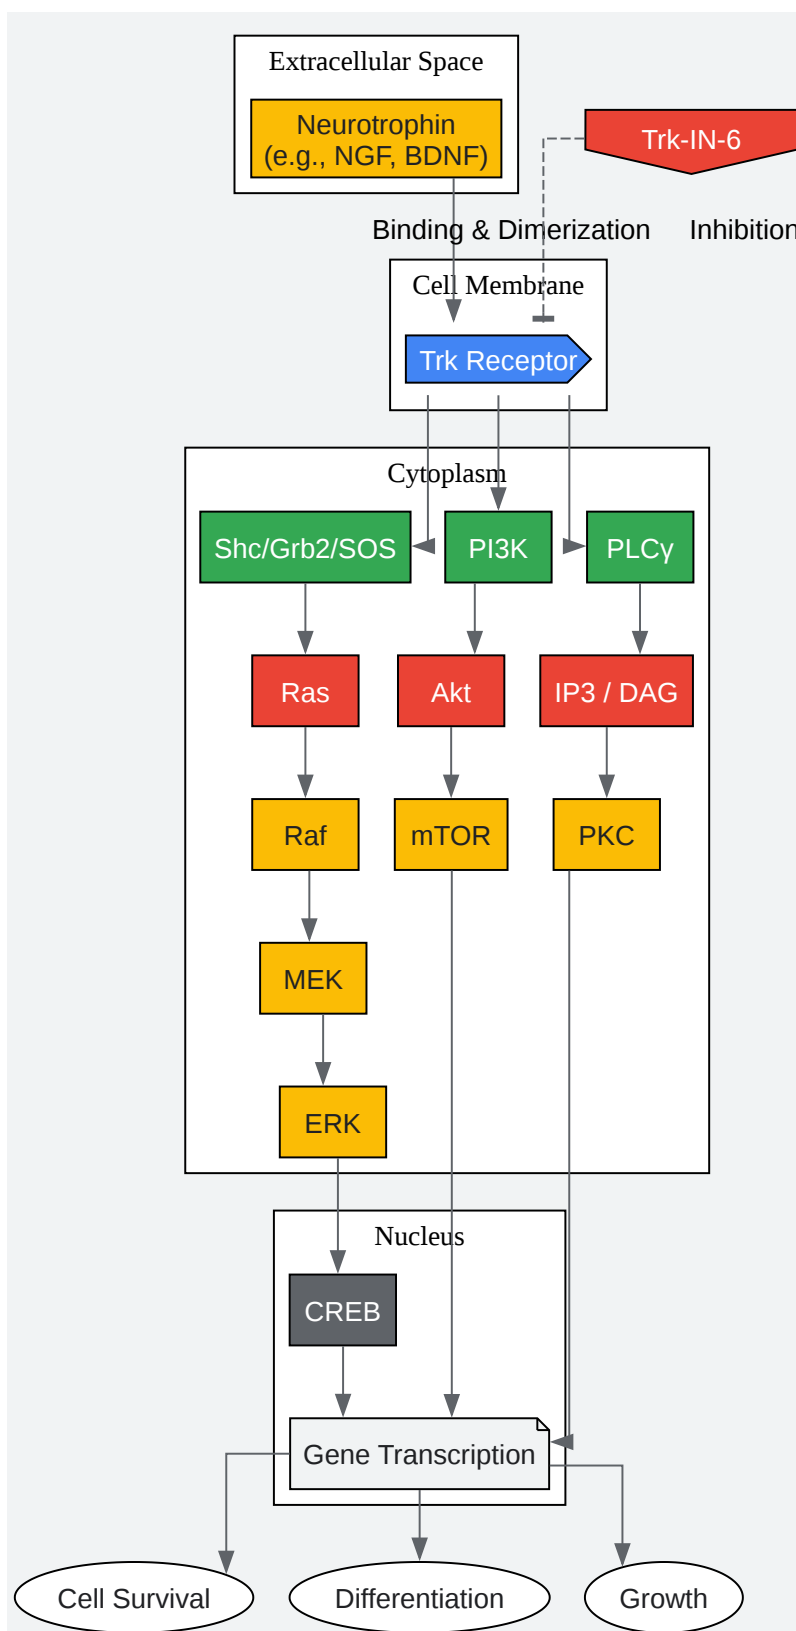 Extracellular Space
Neurotrophin
(e.g., NGF, BDNF)
Trk-IN-6
Binding & Dimerization
Inhibition
Cell Membrane
Trk Receptor
Cytoplasm
Shc/Grb2/SOS
PI3K
PLCγ
Ras
Akt
IP3 / DAG
Raf
mTOR
PKC
MEK
ERK
Nucleus
CREB
Gene Transcription
Cell Survival
Differentiation
Growth